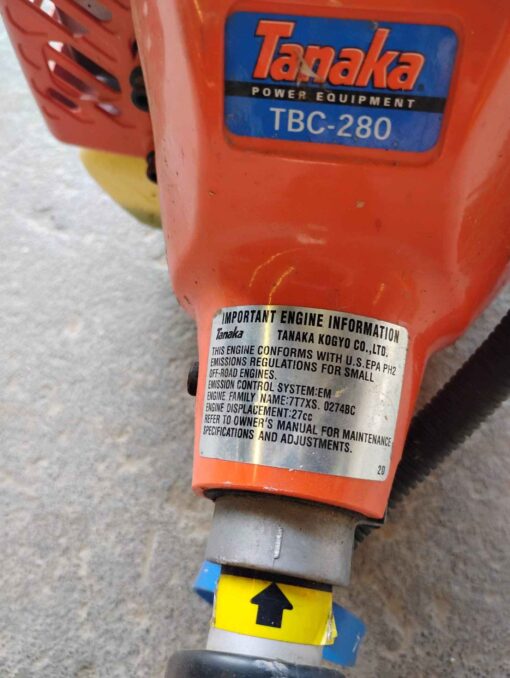 Tanaka
POWER EQUIPMENT
TBC-280
IMPORTANT ENGINE INFORMATION
Tanaka TANAKA KOGYO CO.,LTD.
THIS ENGINE CONFORMS WITH U.S.EPA PH2
EMISSIONS REGULATIONS FOR SMALL
OFF-ROAD ENGINES.
EMISSION CONTROL SYSTEM:EM
ENGINE FAMILY NAME:7T7XS. 0274BC
ENGINE DISPLACEMENT:27cc
REFER TO OWNER'S MANUAL FOR MAINTENANCE
SPECIFICATIONS AND ADJUSTMENTS.
20